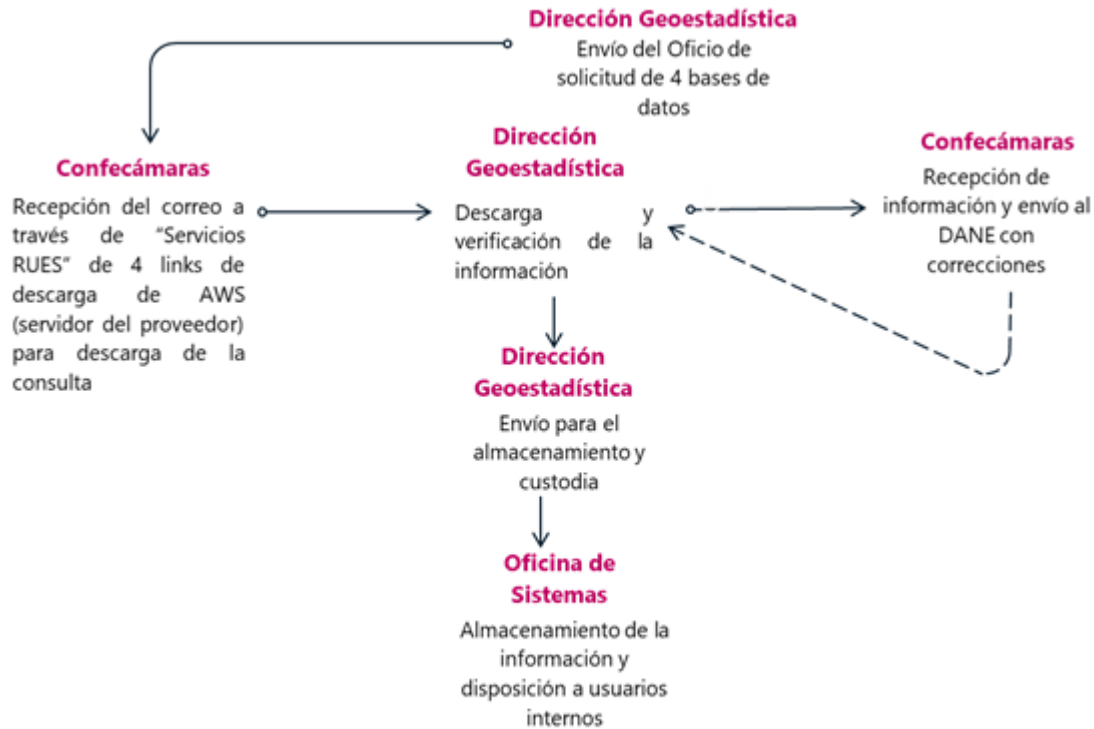 Dirección Geoestadística
Envío del Oficio de
solicitud de 4 bases de
datos
Confecámaras
Recepción del correo a
través de “Servicios
RUES” de 4 links de
descarga de AWS
(servidor del proveedor)
para descarga de la
consulta
Dirección
Geoestadística
Descarga y
verificación de la
información
Confecámaras
Recepción de
información y envío al
DANE con
correcciones
Dirección
Geoestadística
Envío para el
almacenamiento y
custodia
Oficina de
Sistemas
Almacenamiento de la
información y
disposición a usuarios
internos